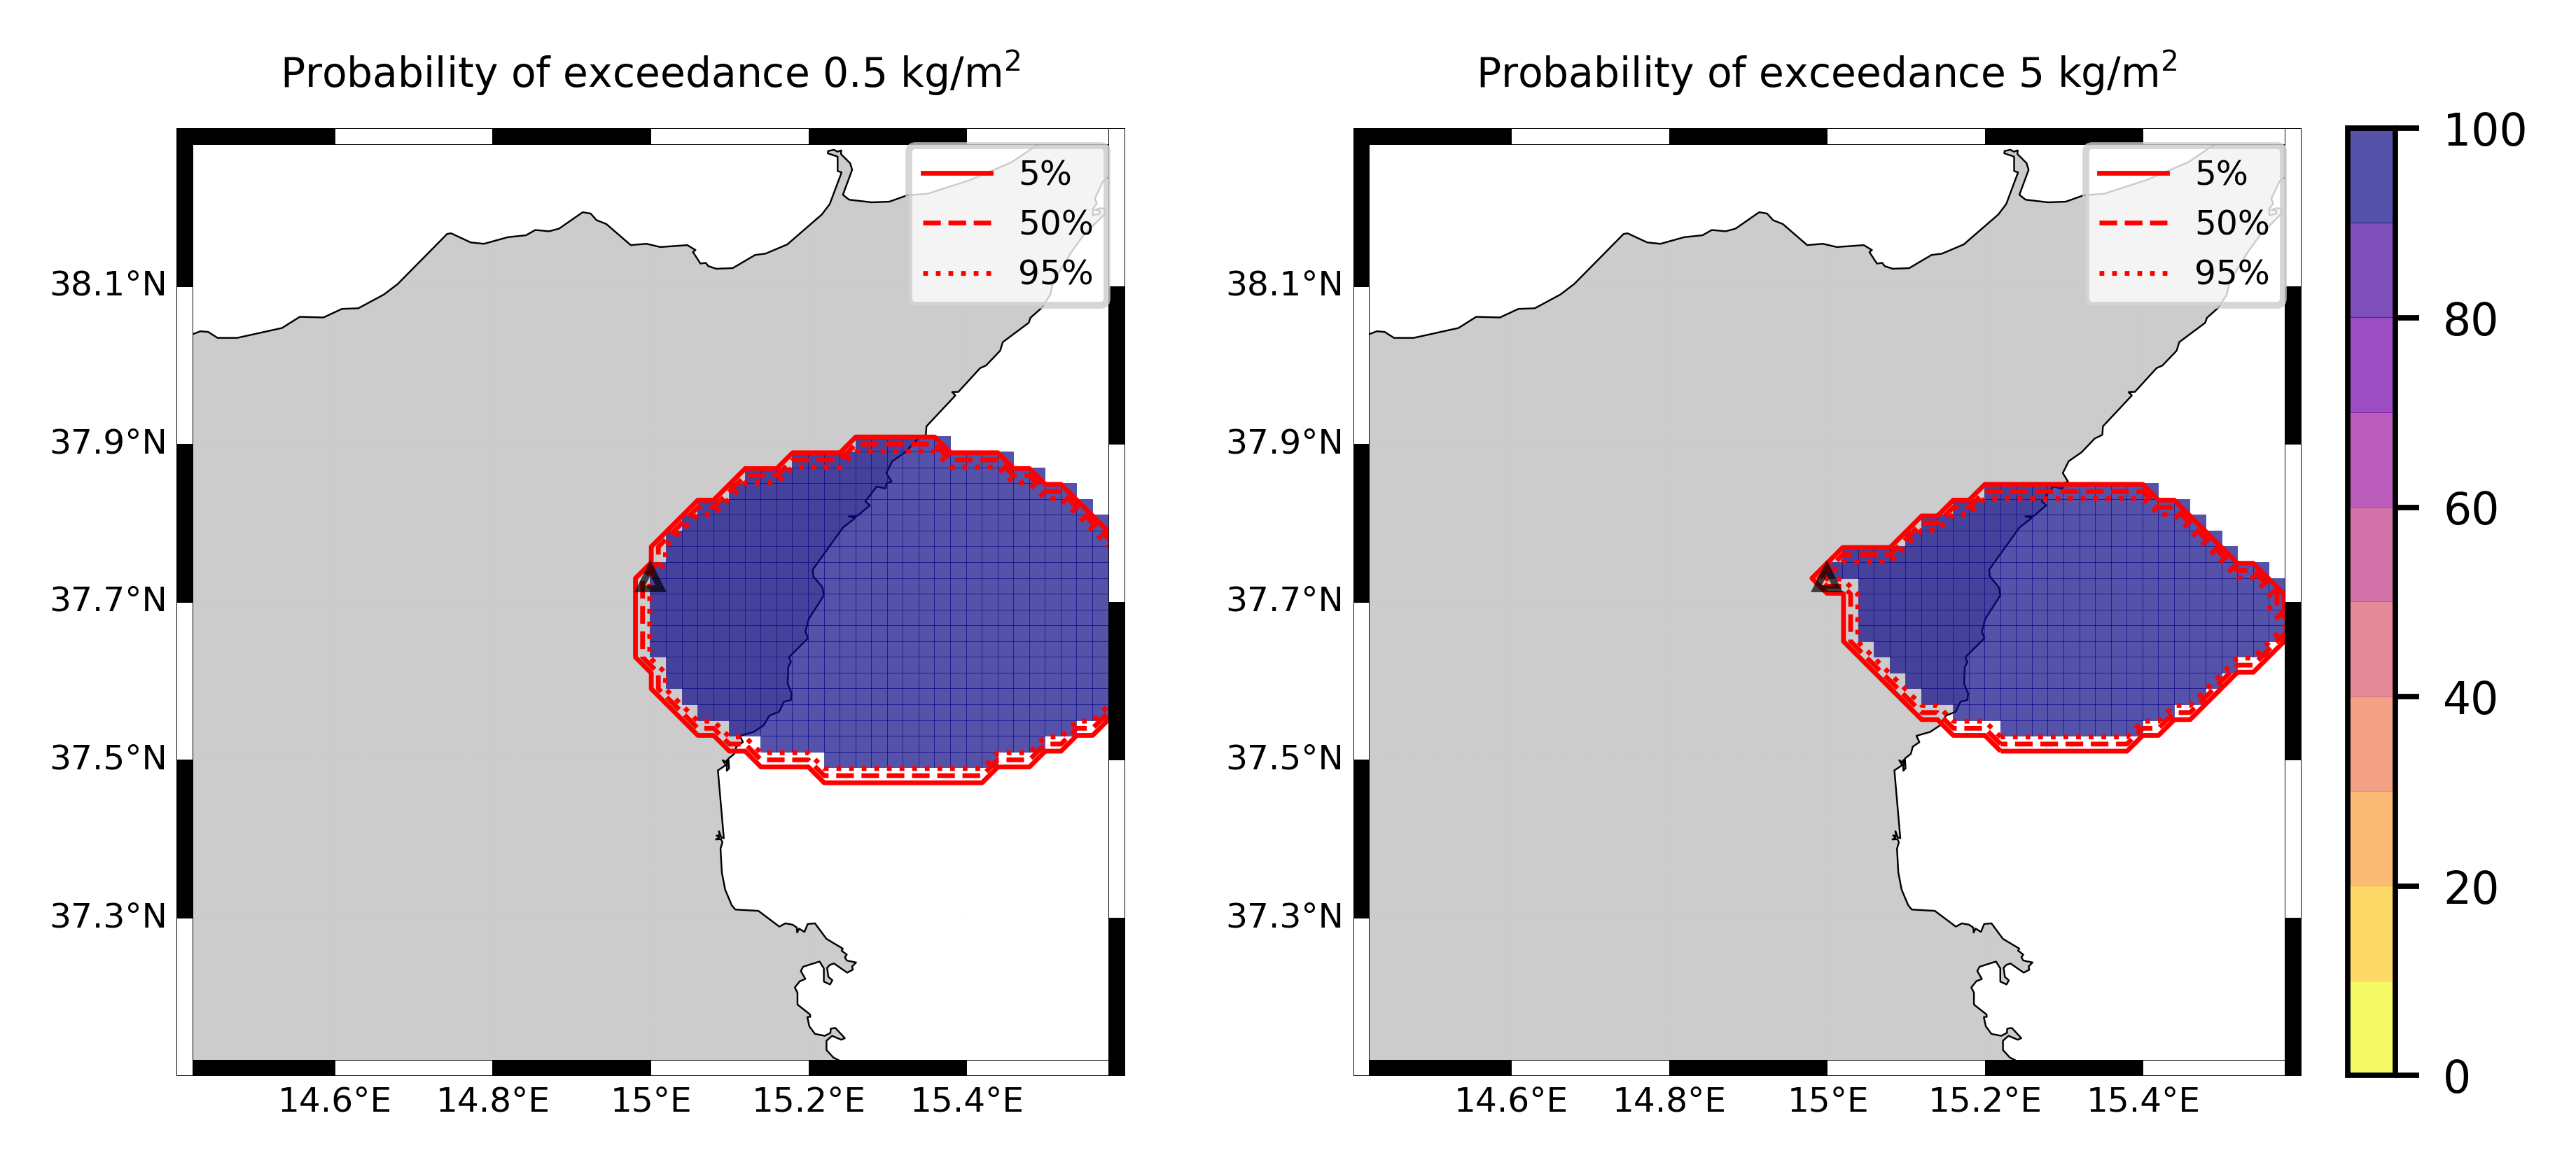 Probability of exceedance 0.5 kg/m²
5%
50%
95%
38.1°N
37.9°N
37.7°N
37.5°N
37.3°N
14.6°E 14.8°E 15°E 15.2°E 15.4°E
Probability of exceedance 5 kg/m²
5%
50%
95%
38.1°N
37.9°N
37.7°N
37.5°N
37.3°N
14.6°E 14.8°E 15°E 15.2°E 15.4°E
100
80
60
40
20
0